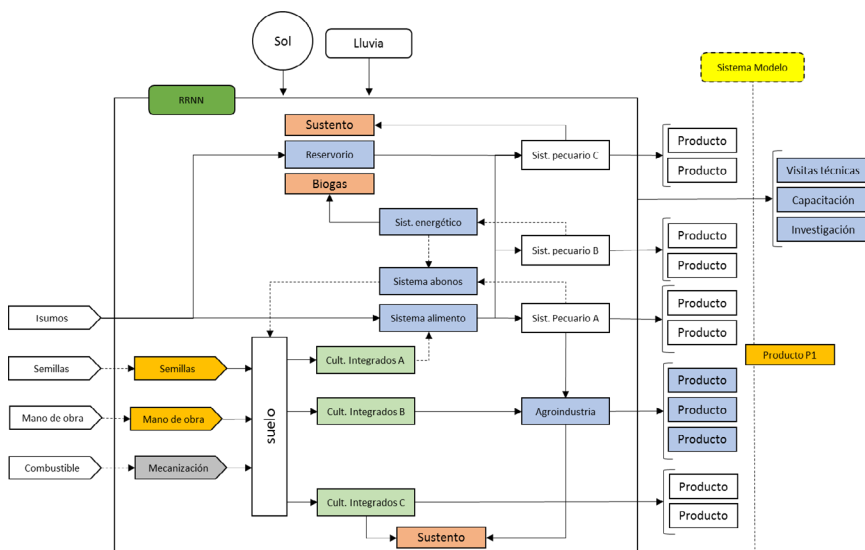 Sol
Lluvia
Sistema Modelo
RRNN
Sustento
Reservorio
Sist. pecuario C
Producto
Producto
Visitas técnicas
Capacitación
Investigación
Biogas
Sist. energético
Sist. pecuario B
Producto
Producto
Sistema abonos
Isumos
Sistema alimento
Sist. Pecuario A
Producto
Producto
Semillas
Semillas
suelo
Cult. Integrados A
Producto P1
Mano de obra
Mano de obra
Cult. Integrados B
Agroindustria
Producto
Producto
Producto
Combustible
Mecanización
Cult. Integrados C
Producto
Producto
Sustento